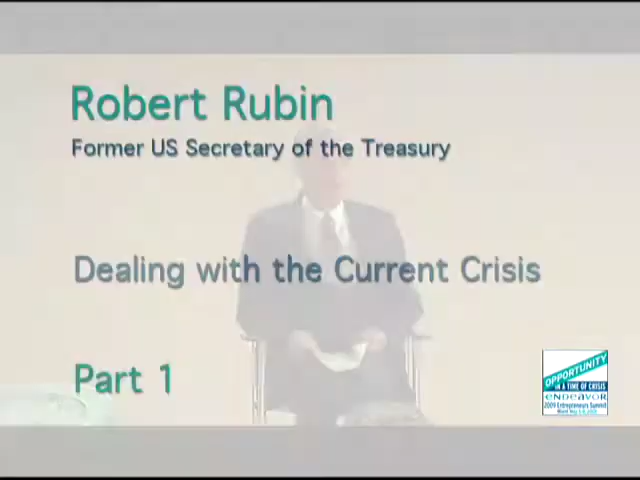 Robert Rubin
Former US Secretary of the Treasury
Dealing with the Current Crisis
Part 1
OPPORTUNITY
IN A TIME OF CRISIS
ENDEAVOR
2009 Entrepreneurs Summit